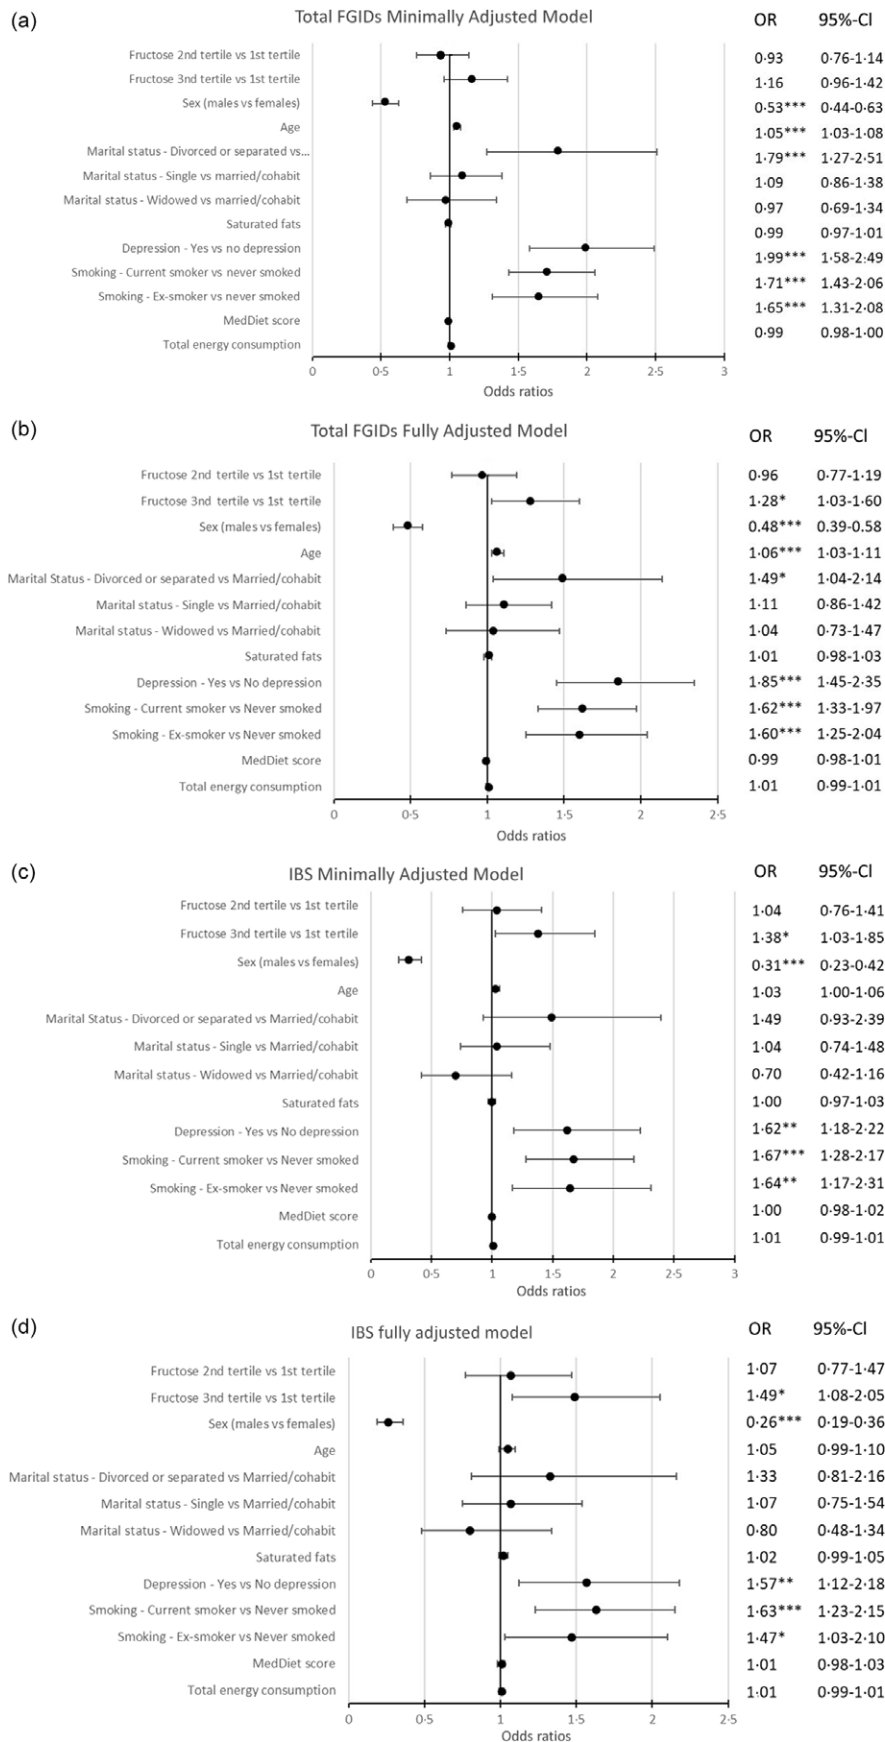 (a)
Total FGIDs Minimally Adjusted Model
OR 95%-CI
Fructose 2nd tertile vs 1st tertile 0·93 0·76-1·14
Fructose 3nd tertile vs 1st tertile 1·16 0·96-1·42
Sex (males vs females) 0·53*** 0·44-0·63
Age 1·05*** 1·03-1·08
Marital status - Divorced or separated vs... 1·79*** 1·27-2·51
Marital status - Single vs married/cohabit 1·09 0·86-1·38
Marital status - Widowed vs married/cohabit 0·97 0·69-1·34
Saturated fats 0·99 0·97-1·01
Depression - Yes vs no depression 1·99*** 1·58-2·49
Smoking - Current smoker vs never smoked 1·71*** 1·43-2·06
Smoking - Ex-smoker vs never smoked 1·65*** 1·31-2·08
MedDiet score 0·99 0·98-1·00
Total energy consumption
0 0·5 1 1·5 2 2·5 3
Odds ratios
(b)
Total FGIDs Fully Adjusted Model
OR 95%-CI
Fructose 2nd tertile vs 1st tertile 0·96 0·77-1·19
Fructose 3nd tertile vs 1st tertile 1·28* 1·03-1·60
Sex (males vs females) 0·48*** 0·39-0·58
Age 1·06*** 1·03-1·11
Marital Status - Divorced or separated vs Married/cohabit 1·49* 1·04-2·14
Marital status - Single vs Married/cohabit 1·11 0·86-1·42
Marital status - Widowed vs Married/cohabit 1·04 0·73-1·47
Saturated fats 1·01 0·98-1·03
Depression - Yes vs No depression 1·85*** 1·45-2·35
Smoking - Current smoker vs Never smoked 1·62*** 1·33-1·97
Smoking - Ex-smoker vs Never smoked 1·60*** 1·25-2·04
MedDiet score 0·99 0·98-1·01
Total energy consumption 1·01 0·99-1·01
0 0·5 1 1·5 2 2·5
Odds ratios
(c)
IBS Minimally Adjusted Model
OR 95%-CI
Fructose 2nd tertile vs 1st tertile 1·04 0·76-1·41
Fructose 3nd tertile vs 1st tertile 1·38* 1·03-1·85
Sex (males vs females) 0·31*** 0·23-0·42
Age 1·03 1·00-1·06
Marital Status - Divorced or separated vs Married/cohabit 1·49 0·93-2·39
Marital status - Single vs Married/cohabit 1·04 0·74-1·48
Marital status - Widowed vs Married/cohabit 0·70 0·42-1·16
Saturated fats 1·00 0·97-1·03
Depression - Yes vs No depression 1·62** 1·18-2·22
Smoking - Current smoker vs Never smoked 1·67*** 1·28-2·17
Smoking - Ex-smoker vs Never smoked 1·64** 1·17-2·31
MedDiet score 1·00 0·98-1·02
Total energy consumption 1·01 0·99-1·01
0 0·5 1 1·5 2 2·5 3
Odds ratios
(d)
IBS fully adjusted model
OR 95%-CI
Fructose 2nd tertile vs 1st tertile 1·07 0·77-1·47
Fructose 3nd tertile vs 1st tertile 1·49* 1·08-2·05
Sex (males vs females) 0·26*** 0·19-0·36
Age 1·05 0·99-1·10
Marital status - Divorced or separated vs Married/cohabit 1·33 0·81-2·16
Marital status - Single vs Married/cohabit 1·07 0·75-1·54
Marital status - Widowed vs Married/cohabit 0·80 0·48-1·34
Saturated fats 1·02 0·99-1·05
Depression - Yes vs No depression 1·57** 1·12-2·18
Smoking - Current smoker vs Never smoked 1·63*** 1·23-2·15
Smoking - Ex-smoker vs Never smoked 1·47* 1·03-2·10
MedDiet score 1·01 0·98-1·03
Total energy consumption 1·01 0·99-1·01
0 0·5 1 1·5 2 2·5
Odds ratios